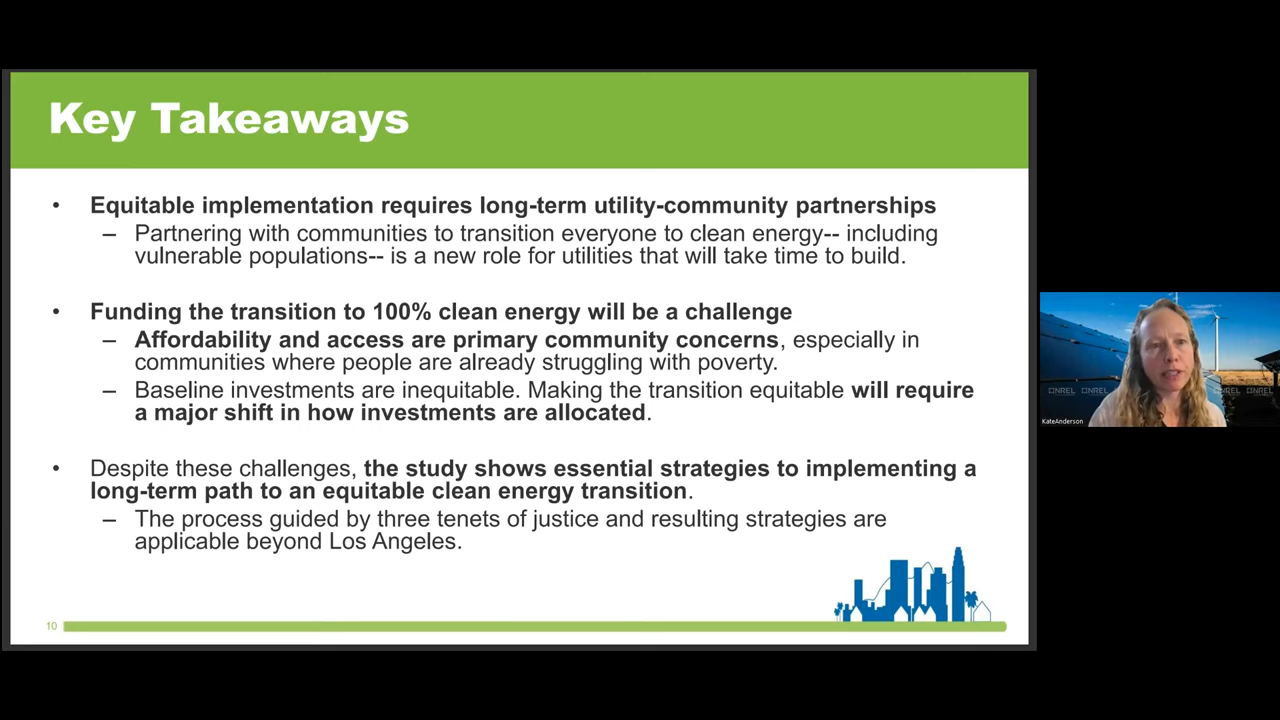 Key Takeaways
• Equitable implementation requires long-term utility-community partnerships
– Partnering with communities to transition everyone to clean energy-- including
vulnerable populations-- is a new role for utilities that will take time to build.
• Funding the transition to 100% clean energy will be a challenge
– Affordability and access are primary community concerns, especially in
communities where people are already struggling with poverty.
– Baseline investments are inequitable. Making the transition equitable will require
a major shift in how investments are allocated.
• Despite these challenges, the study shows essential strategies to implementing a
long-term path to an equitable clean energy transition.
– The process guided by three tenets of justice and resulting strategies are
applicable beyond Los Angeles.
10
NREL NREL NREL NREL
KateAnderson